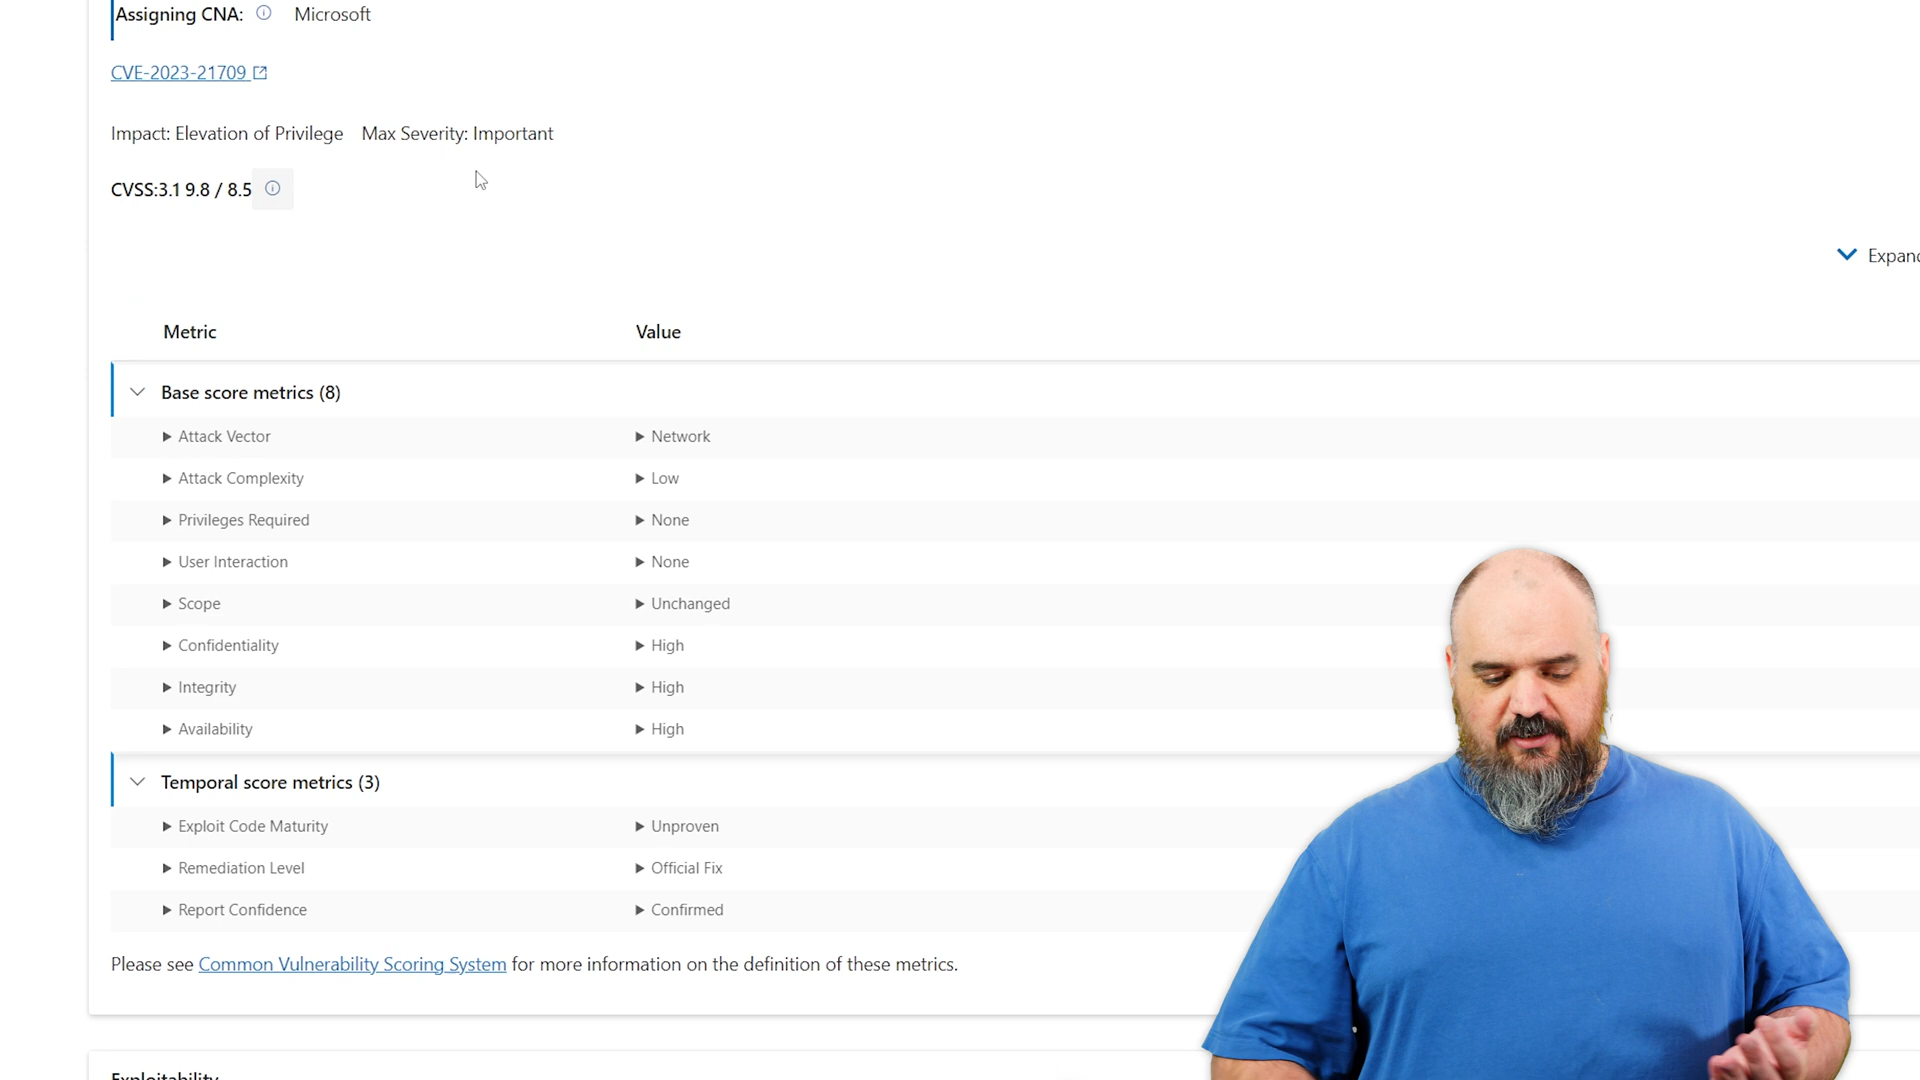 Assigning CNA: Microsoft
CVE-2023-21709
Impact: Elevation of Privilege Max Severity: Important
CVSS:3.1 9.8 / 8.5
Expand
Metric Value
Base score metrics (8)
Attack Vector Network
Attack Complexity Low
Privileges Required None
User Interaction None
Scope Unchanged
Confidentiality High
Integrity High
Availability High
Temporal score metrics (3)
Exploit Code Maturity Unproven
Remediation Level Official Fix
Report Confidence Confirmed
Please see Common Vulnerability Scoring System for more information on the definition of these metrics.
Exploitability